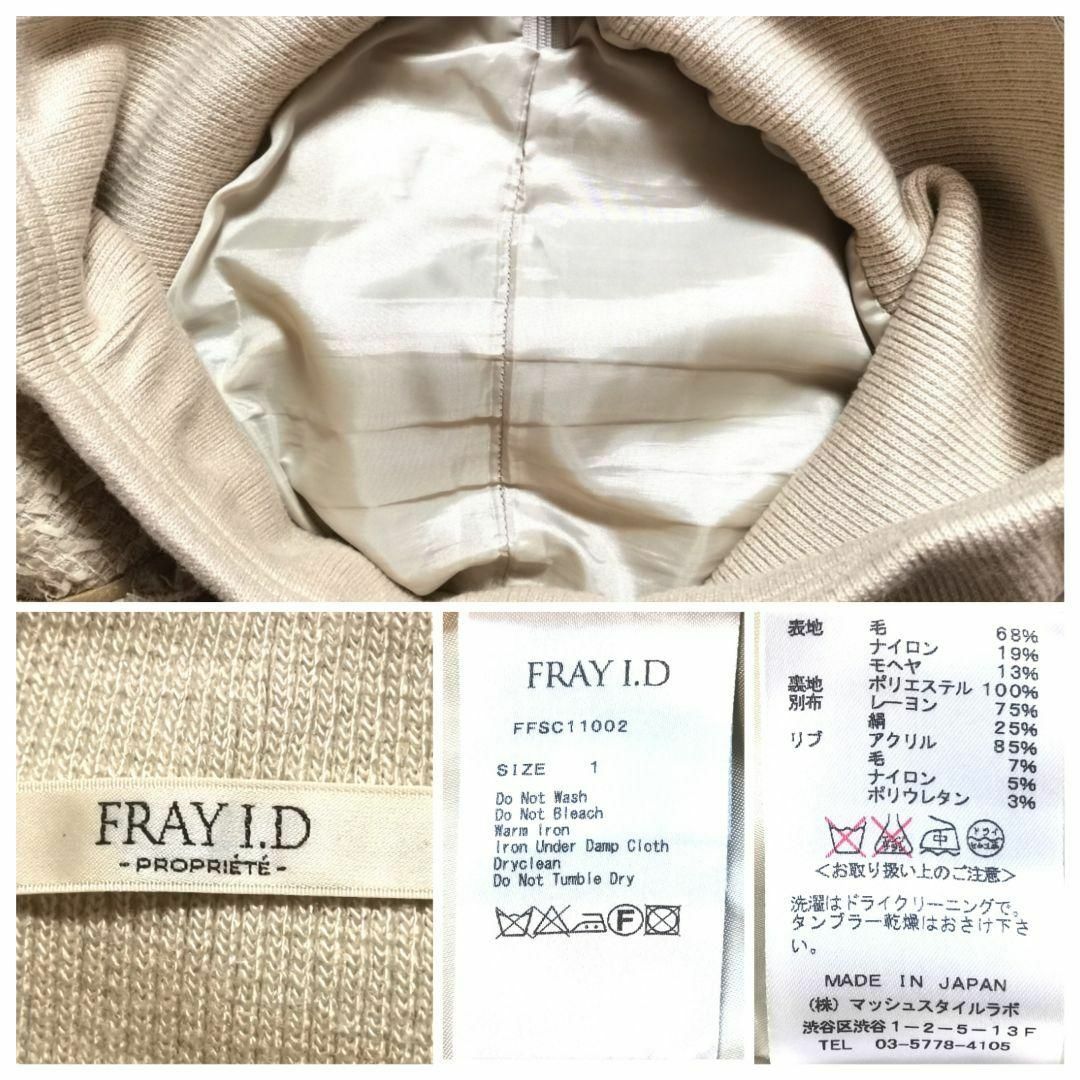 FRAY I.D
- PROPRIÉTÉ -
FRAY I.D
FFSC11002
SIZE 1
Do Not Wash
Do Not Bleach
Warm Iron
Iron Under Damp Cloth
Dryclean
Do Not Tumble Dry
F
表地 毛 68%
ナイロン 19%
モヘヤ 13%
裏地 ポリエステル 100%
別布 レーヨン 75%
絹 25%
リブ アクリル 85%
毛 7%
ナイロン 5%
ポリウレタン 3%
中 ドライ
<お取り扱い上のご注意>
洗濯はドライクリーニングで。
タンブラー乾燥はおさけ下さ
い。
MADE IN JAPAN
(株) マッシュスタイルラボ
渋谷区渋谷1-2-5-13F
TEL 03-5778-4105